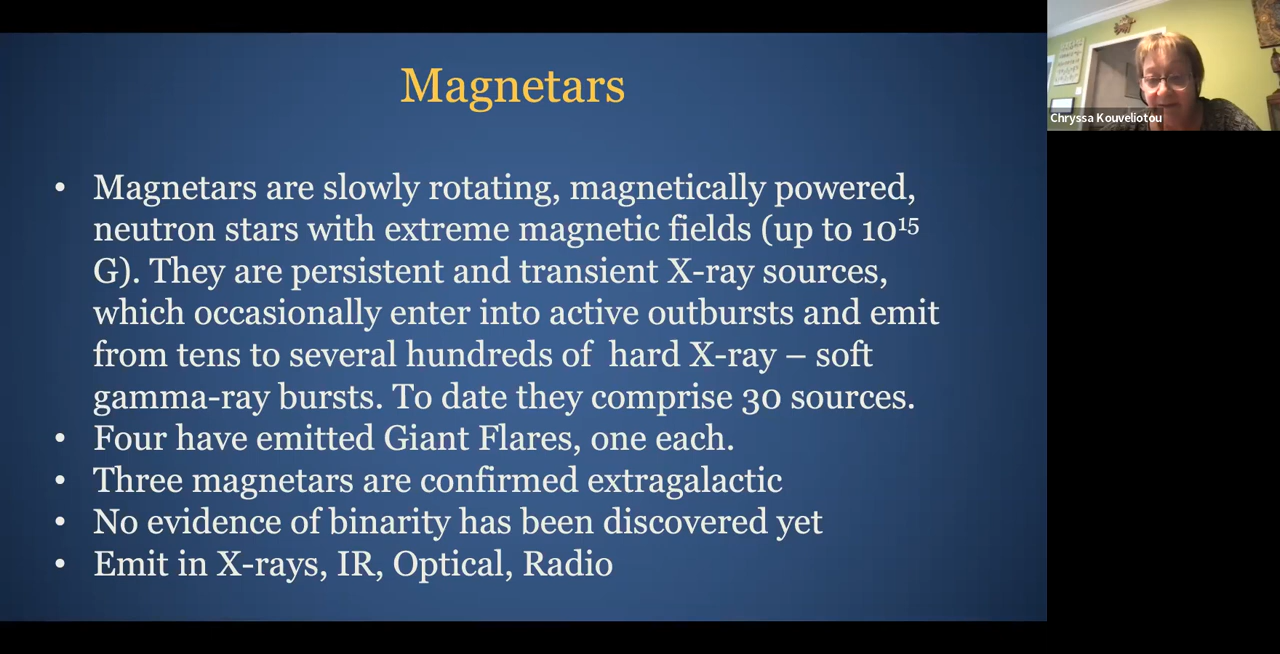 Magnetars
• Magnetars are slowly rotating, magnetically powered,
neutron stars with extreme magnetic fields (up to 10¹⁵
G). They are persistent and transient X-ray sources,
which occasionally enter into active outbursts and emit
from tens to several hundreds of hard X-ray – soft
gamma-ray bursts. To date they comprise 30 sources.
• Four have emitted Giant Flares, one each.
• Three magnetars are confirmed extragalactic
• No evidence of binarity has been discovered yet
• Emit in X-rays, IR, Optical, Radio
Chryssa Kouveliotou